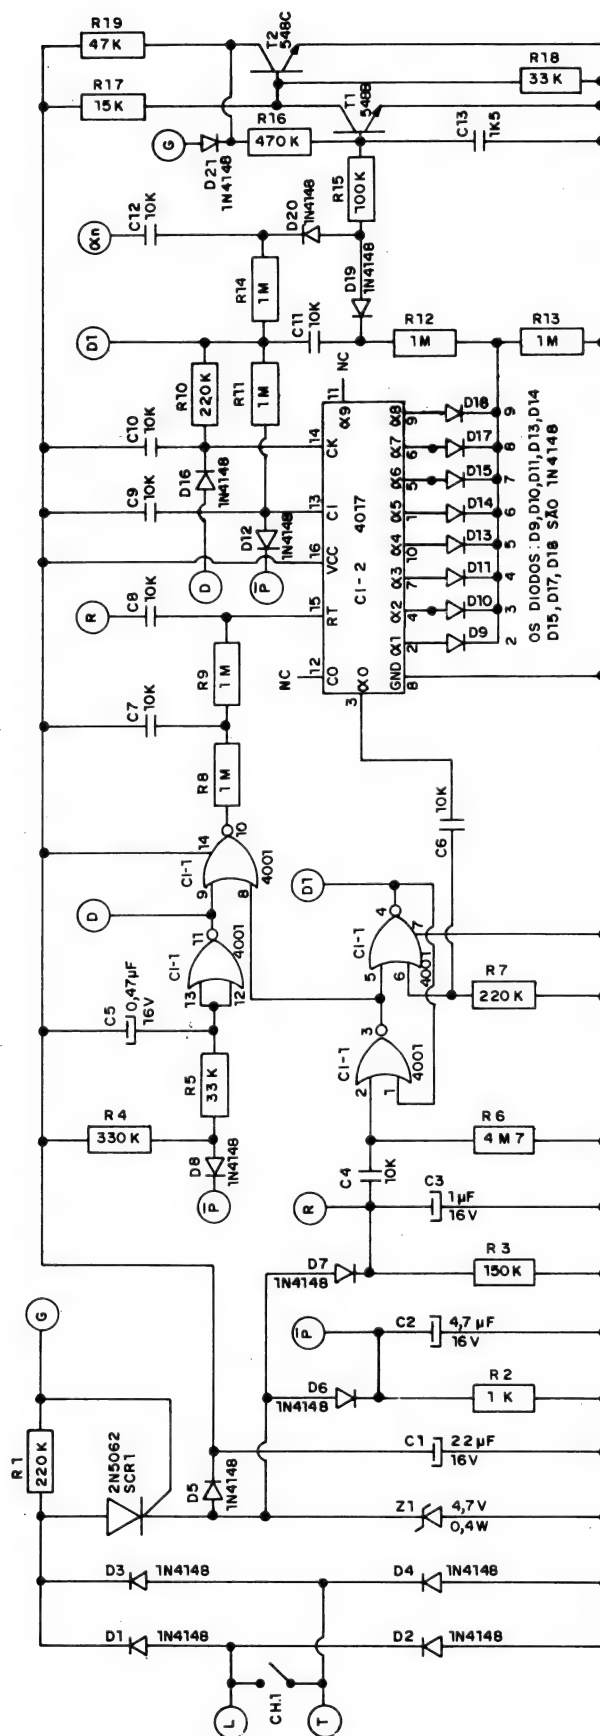 R19
47K
T2
548C
R18
33K
R17
15K
T1
548B
G
D21
1N4148
R16
470K
C13
1K5
R15
100K
αn
C12
10K
D20
1N4148
R14
1M
D19
1N4148
D1
C11
10K
R12
1M
R13
1M
R10
220K
R11
1M
NC
11
α9
C10
10K
D16
1N4148
14
CK
α8
9
D18
9
C9
10K
13
CI
4017
α7
6
D17
8
α6
5
D15
7
D
D12
1N4148
P
16
VCC
CI-2
α5
1
D14
6
α4
10
D13
5
R
C8
10K
15
RT
α3
7
D11
4
α2
4
D10
3
α1
2
D9
2
NC
12
CO
α0
3
GND
8
OS DIODOS: D9, D10, D11, D13, D14
D15, D17, D18 SÃO 1N4148
C7
10K
R9
1M
R8
1M
10K
C6
14
10
CI-1
9
8
4001
D
D1
11
CI-1
13
12
4001
4
7
CI-1
5
6
4001
R7
220K
C5
0,47µF
16V
3
CI-1
2
1
4001
R5
33K
R4
330K
D8
1N4148
P
C4
10K
R6
4M7
R
C3
1µF
16V
D7
1N4148
R3
150K
P
C2
4,7µF
16V
D6
1N4148
R2
1K
G
R1
220K
2N5062
SCR1
D5
1N4148
C1
22µF
16V
Z1
4,7V
0,4W
D3
1N4148
D4
1N4148
D1
1N4148
D2
1N4148
L
CH.1
T